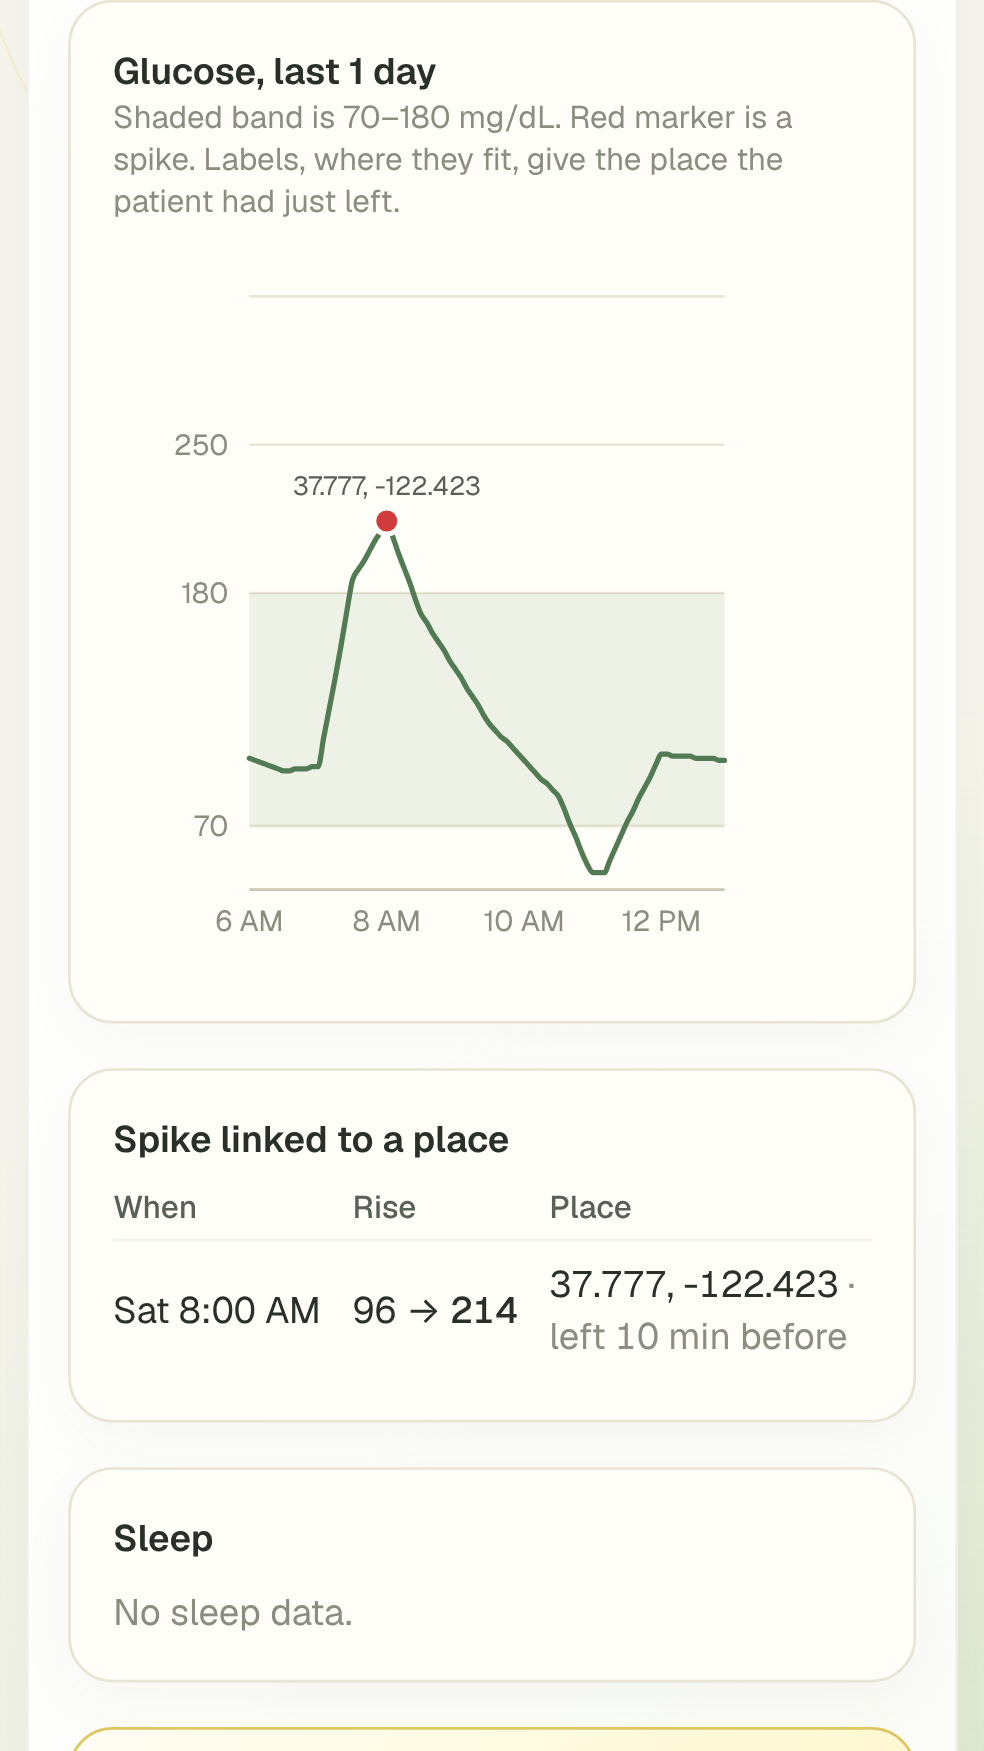 Glucose, last 1 day
Shaded band is 70–180 mg/dL. Red marker is a
spike. Labels, where they fit, give the place the
patient had just left.
250
37.777, -122.423
180
70
6 AM 8 AM 10 AM 12 PM
Spike linked to a place
When Rise Place
Sat 8:00 AM 96 → 214 37.777, -122.423 ·
left 10 min before
Sleep
No sleep data.